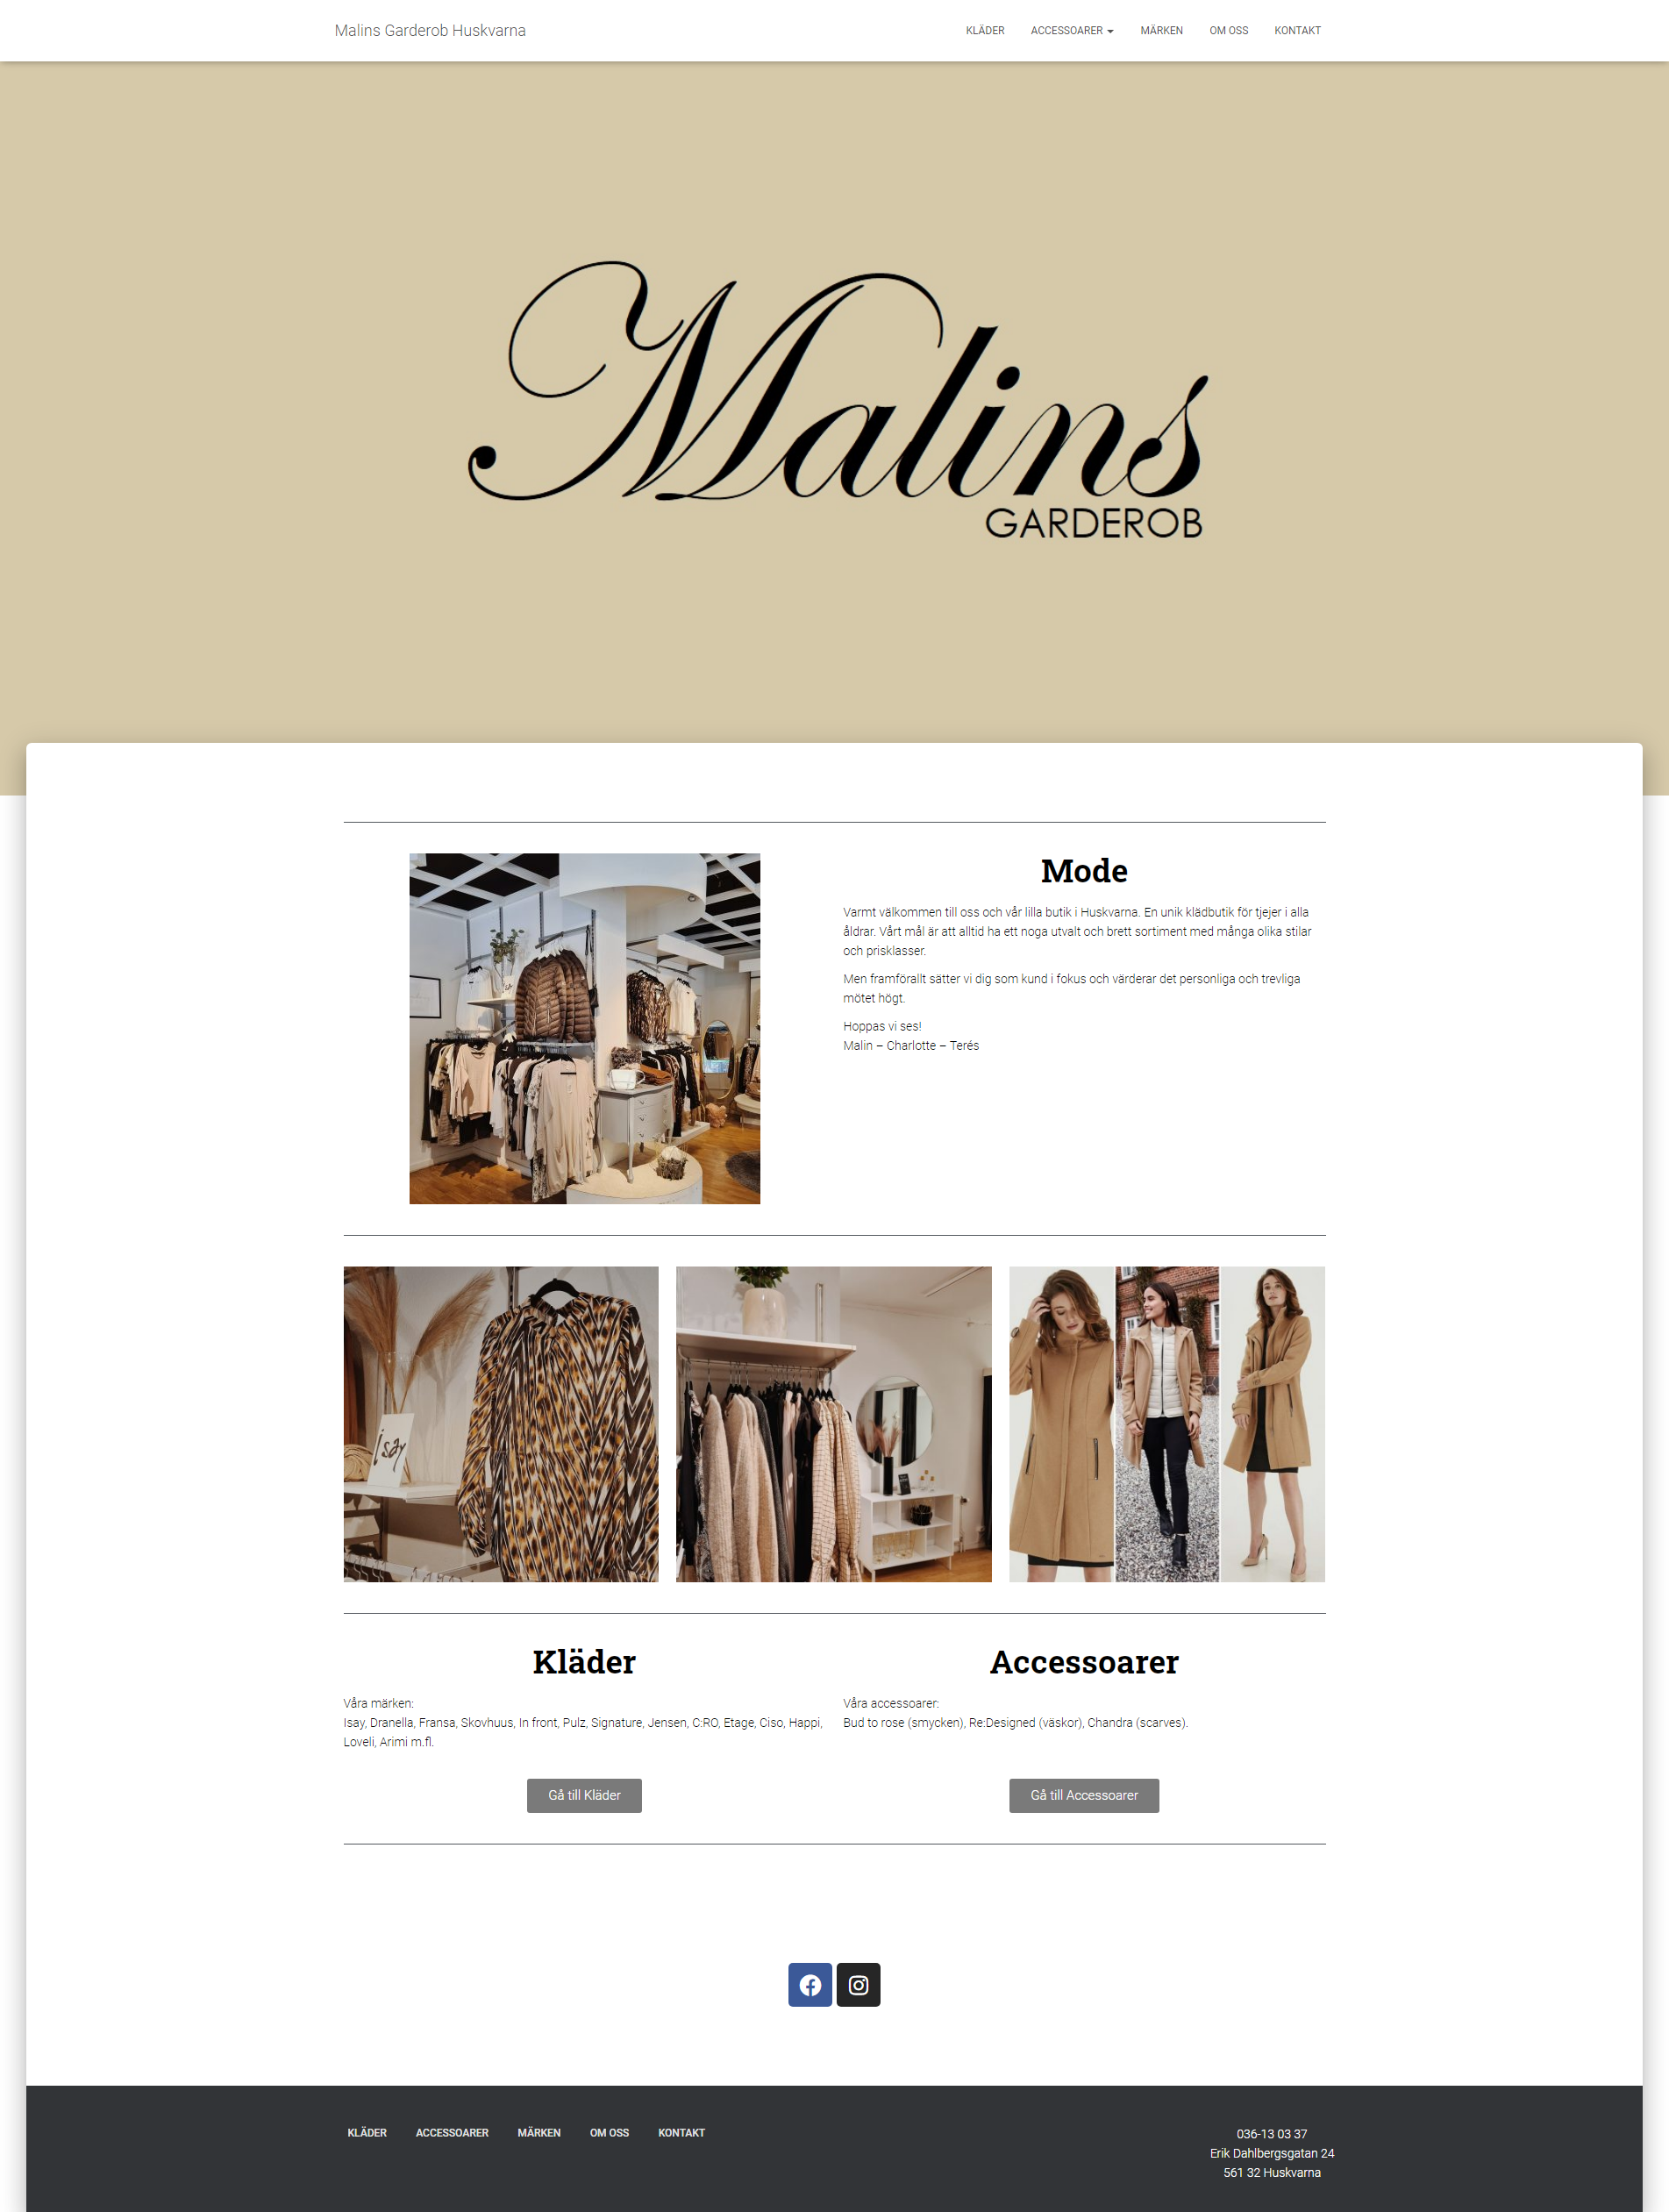 Malins Garderob Huskvarna
KLÄDER
ACCESSOARER
MÄRKEN
OM OSS
KONTAKT
Malins
GARDEROB
Mode
Varmt välkommen till oss och vår lilla butik i Huskvarna. En unik klädbutik för tjejer i alla
åldrar. Vårt mål är att alltid ha ett noga utvalt och brett sortiment med många olika stilar
och prisklasser.
Men framförallt sätter vi dig som kund i fokus och värderar det personliga och trevliga
mötet högt.
Hoppas vi ses!
Malin – Charlotte – Terés
isay
Kläder
Våra märken:
Isay, Dranella, Fransa, Skovhuus, In front, Pulz, Signature, Jensen, C:RO, Etage, Ciso, Happi,
Loveli, Arimi m.fl.
Gå till Kläder
Accessoarer
Våra accessoarer:
Bud to rose (smycken), Re:Designed (väskor), Chandra (scarves).
Gå till Accessoarer
KLÄDER
ACCESSOARER
MÄRKEN
OM OSS
KONTAKT
036-13 03 37
Erik Dahlbergsgatan 24
561 32 Huskvarna